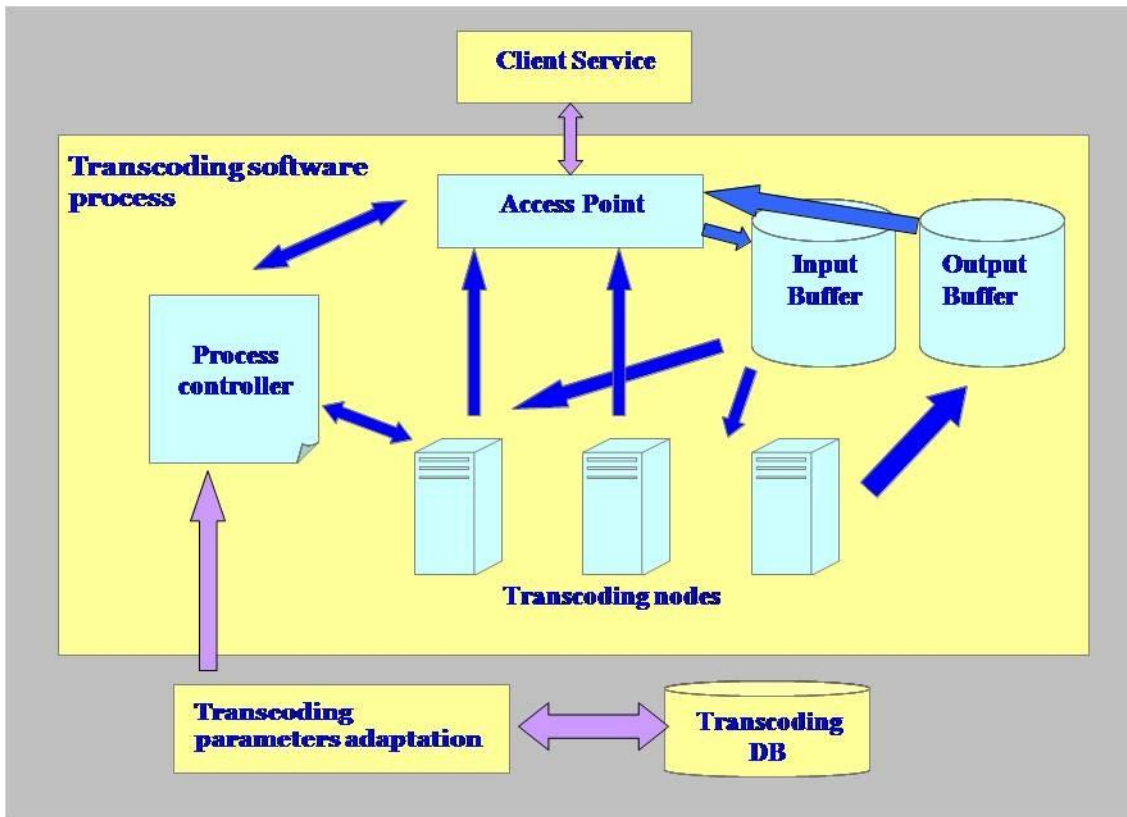 Client Service
Transcoding software
process
Access Point
Input
Buffer
Output
Buffer
Process
controller
Transcoding nodes
Transcoding
parameters adaptation
Transcoding
DB